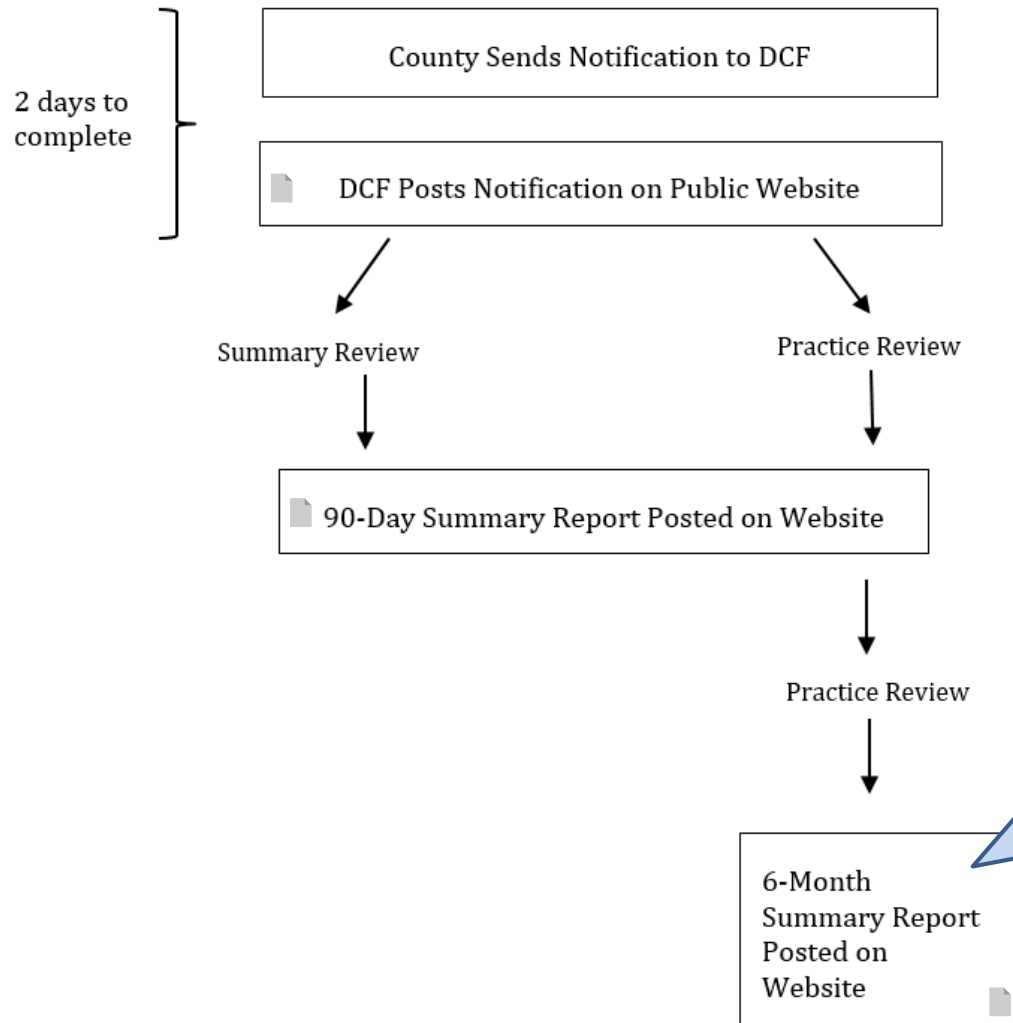 County Sends Notification to DCF
2 days to
complete
DCF Posts Notification on Public Website
Summary Review
Practice Review
90-Day Summary Report Posted on Website
Practice Review
6-Month
Summary Report
Posted on
Website